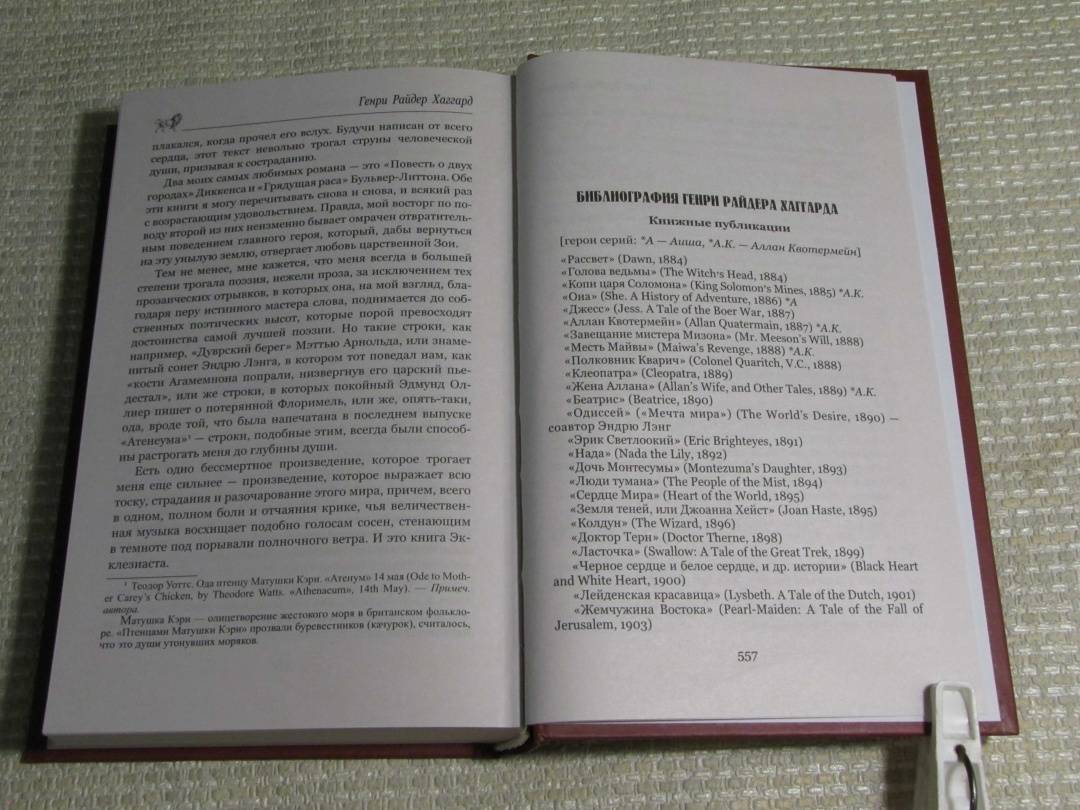 Генри Райдер Хаггард
плакался, когда прочел его вслух. Будучи написан от всего
сердца, этот текст невольно трогал струны человеческой
души, призывая к состраданию.
Два моих самых любимых романа — это «Повесть о двух
городах» Диккенса и «Грядущая раса» Бульвер-Литтона. Обе
эти книги я могу перечитывать снова и снова, и всякий раз
с возрастающим удовольствием. Правда, мой восторг по по-
воду второй из них неизменно бывает омрачен отвратитель-
ным поведением главного героя, который, дабы вернуться
на эту унылую землю, отвергает любовь царственной Зои.
Тем не менее, мне кажется, что меня всегда в большей
степени трогала поэзия, нежели проза, за исключением тех
прозаических отрывков, в которых она, на мой взгляд, бла-
годаря перу истинного мастера слова, поднимается до соб-
ственных поэтических высот, которые порой превосходят
достоинства самой лучшей поэзии. Но такие строки, как
например, «Дуврский берег» Мэттью Арнольда, или знаме-
нитый сонет Эндрю Лэнга, в котором тот поведал нам, как
«кости Агамемнона попрали, низвергнув его царский пье-
дестал», или же строки, в которых покойный Эдмунд Ол-
лиер пишет о потерянной Флоримель, или же, опять-таки,
ода, вроде той, что была напечатана в последнем выпуске
«Атенеума»¹ — строки, подобные этим, всегда были способ-
ны растрогать меня до глубины души.
Есть одно бессмертное произведение, которое трогает
меня еще сильнее — произведение, которое выражает всю
тоску, страдания и разочарование этого мира, причем, всего
в одном, полном боли и отчаяния крике, чья величествен-
ная музыка восхищает подобно голосам сосен, стенающим
в темноте под порывали полночного ветра. И это книга Эк-
клезиаста.
¹ Теодор Уоттс. Ода птенцу Матушки Кэри. «Атенум» 14 мая (Ode to Moth-
er Carey's Chicken, by Theodore Watts. «Athenaeum», 14th May). — Примеч.
автора.
Матушка Кэри — олицетворение жестокого моря в британском фолькло-
ре. «Птенцами Матушки Кэри» прозвали буревестников (качурок), считалось,
что это души утонувших моряков.
БИБЛИОГРАФИЯ ГЕНРИ РАЙДЕРА ХАГГАРДА
Книжные публикации
[герои серий: *А — Аиша, *А.К. — Аллан Квотермейн]
«Рассвет» (Dawn, 1884)
«Голова ведьмы» (The Witch's Head, 1884)
«Копи царя Соломона» (King Solomon's Mines, 1885) *А.К.
«Она» (She. A History of Adventure, 1886) *А
«Джесс» (Jess. A Tale of the Boer War, 1887)
«Аллан Квотермейн» (Allan Quatermain, 1887) *А.К.
«Завещание мистера Мизона» (Mr. Meeson's Will, 1888)
«Месть Майвы» (Maiwa's Revenge, 1888) *А.К.
«Полковник Кварич» (Colonel Quaritch, V.C., 1888)
«Клеопатра» (Cleopatra, 1889)
«Жена Аллана» (Allan's Wife, and Other Tales, 1889) *А.К.
«Беатрис» (Beatrice, 1890)
«Одиссей» («Мечта мира») (The World's Desire, 1890) —
соавтор Эндрю Лэнг
«Эрик Светлоокий» (Eric Brighteyes, 1891)
«Нада» (Nada the Lily, 1892)
«Дочь Монтесумы» (Montezuma's Daughter, 1893)
«Люди тумана» (The People of the Mist, 1894)
«Сердце Мира» (Heart of the World, 1895)
«Земля теней, или Джоанна Хейст» (Joan Haste, 1895)
«Колдун» (The Wizard, 1896)
«Доктор Терн» (Doctor Therne, 1898)
«Ласточка» (Swallow: A Tale of the Great Trek, 1899)
«Черное сердце и белое сердце, и др. истории» (Black Heart
and White Heart, 1900)
«Лейденская красавица» (Lysbeth. A Tale of the Dutch, 1901)
«Жемчужина Востока» (Pearl-Maiden: A Tale of the Fall of
Jerusalem, 1903)
557